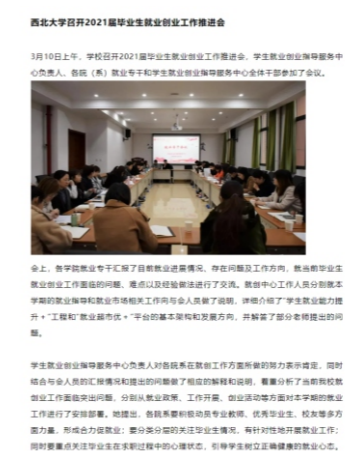 西北大学召开2021届毕业生就业创业工作推进会
3月10日上午，学校召开2021届毕业生就业创业工作推进会，学生就业创业指导服务中
心负责人、各院（系）就业专干和学生就业创业指导服务中心全体干部参加了会议。
会上，各学院就业专干汇报了目前就业进展情况、存在问题及工作方向，就当前毕业生
就业创业工作面临的问题、难点以及经验做法进行了交流。就创中心工作人员分别就本
学期的就业指导和就业市场相关工作向与会人员做了说明，详细介绍了“学生就业能力提
升＋”工程和“就业超市优＋”平台的基本架构和发展方向，并解答了部分老师提出的问
题。
学生就业创业指导服务中心负责人对各院系在就创工作方面所做的努力表示肯定，同时
结合与会人员的汇报情况和提出的问题做了相应的解释和说明，着重分析了当前我校就
创业工作面临突出问题，分别从就业政策、工作开展、创业活动等方面对本学期的就业
工作进行了安排部署。她提出，各院系要积极动员专业教师、优秀毕业生、校友等多方
面力量，形成合力促就业；要分类分层的关注毕业生情况，有针对性地开展就业工作；
同时要重点关注毕业生在求职过程中的心理状态，引导学生树立正确健康的就业心态。